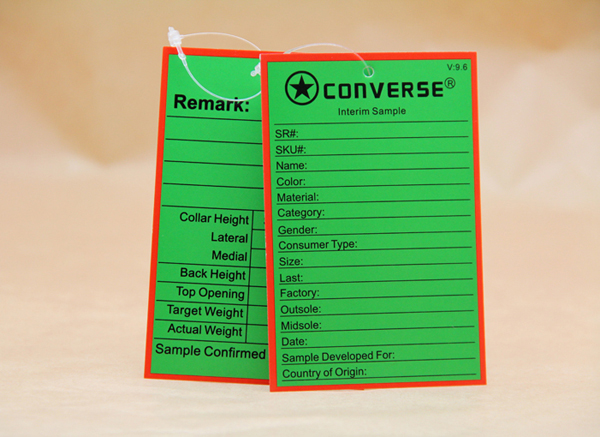 Remark:
Collar Height
Lateral
Medial
Back Height
Top Opening
Target Weight
Actual Weight
Sample Confirmed
V:9.6
CONVERSE®
Interim Sample
SR#:
SKU#:
Name:
Color:
Material:
Category:
Gender:
Consumer Type:
Size:
Last:
Factory:
Outsole:
Midsole:
Date:
Sample Developed For:
Country of Origin: